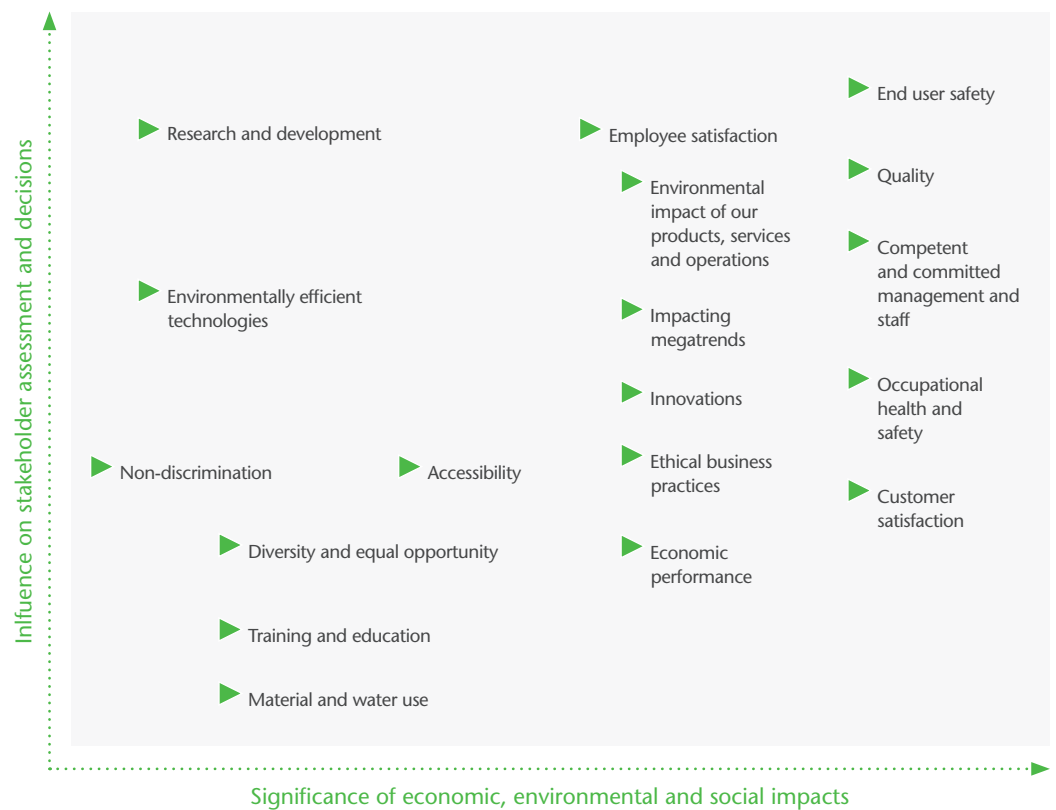 Inlfuence on stakeholder assessment and decisions
End user safety
Research and development
Employee satisfaction
Quality
Environmental
impact of our
products, services
and operations
Competent
and committed
management and
staff
Environmentally efficient
technologies
Impacting
megatrends
Occupational
health and
safety
Innovations
Non-discrimination
Accessibility
Ethical business
practices
Customer
satisfaction
Diversity and equal opportunity
Economic
performance
Training and education
Material and water use
Significance of economic, environmental and social impacts